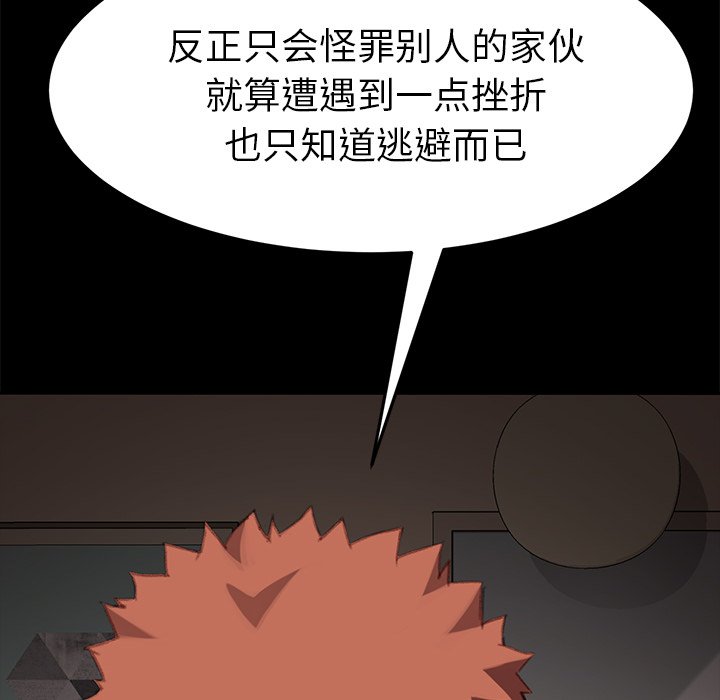 反正只会怪罪别人的家伙
就算遭遇到一点挫折
也只知道逃避而已